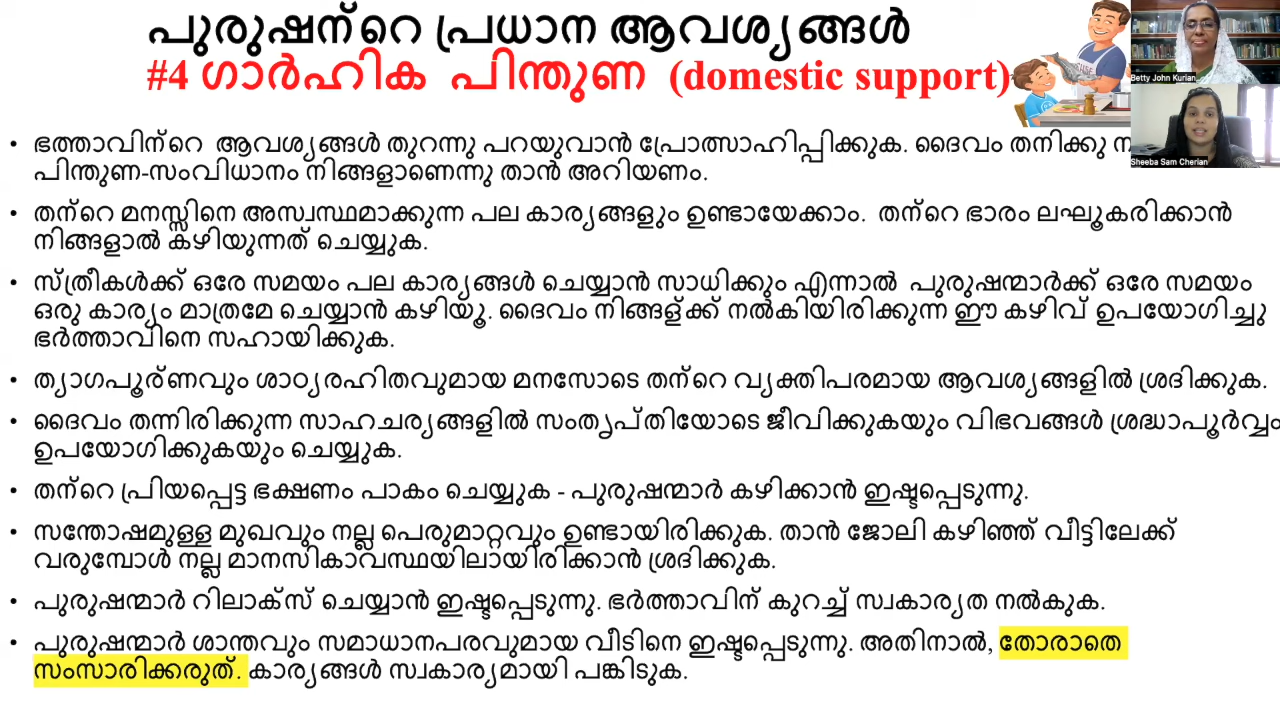 പുരുഷന്‍റെ പ്രധാന ആവശ്യങ്ങൾ
#4 ഗാർഹിക പിന്തുണ (domestic support)
Betty John Kurian
Sheeba Sam Cherian
• ഭത്താവിന്‍റെ ആവശ്യങ്ങൾ തുറന്നു പറയുവാൻ പ്രോത്സാഹിപ്പിക്കുക. ദൈവം തനിക്കു
പിന്തുണ-സംവിധാനം നിങ്ങളാണെന്നു താൻ അറിയണം.
• തന്‍റെ മനസ്സിനെ അസ്വസ്ഥമാക്കുന്ന പല കാര്യങ്ങളും ഉണ്ടായേക്കാം. തന്‍റെ ഭാരം ലഘൂകരിക്കാൻ
നിങ്ങളാൽ കഴിയുന്നത് ചെയ്യുക.
• സ്ത്രീകൾക്ക് ഒരേ സമയം പല കാര്യങ്ങൾ ചെയ്യാൻ സാധിക്കും എന്നാൽ പുരുഷന്മാർക്ക് ഒരേ സമയം
ഒരു കാര്യം മാത്രമേ ചെയ്യാൻ കഴിയൂ. ദൈവം നിങ്ങള്ക്ക് നൽകിയിരിക്കുന്ന ഈ കഴിവ് ഉപയോഗിച്ചു
ഭർത്താവിനെ സഹായിക്കുക.
• ത്യാഗപൂര്ണവും ശാഠ്യരഹിതവുമായ മനസോടെ തന്‍റെ വ്യക്തിപരമായ ആവശ്യങ്ങളിൽ ശ്രദിക്കുക.
• ദൈവം തന്നിരിക്കുന്ന സാഹചര്യങ്ങളിൽ സംതൃപ്തിയോടെ ജീവിക്കുകയും വിഭവങ്ങൾ ശ്രദ്ധാപൂർവ്വം
ഉപയോഗിക്കുകയും ചെയ്യുക.
• തന്‍റെ പ്രിയപ്പെട്ട ഭക്ഷണം പാകം ചെയ്യുക - പുരുഷന്മാർ കഴിക്കാൻ ഇഷ്ടപ്പെടുന്നു.
• സന്തോഷമുള്ള മുഖവും നല്ല പെരുമാറ്റവും ഉണ്ടായിരിക്കുക. താൻ ജോലി കഴിഞ്ഞ് വീട്ടിലേക്ക്
വരുമ്പോൾ നല്ല മാനസികാവസ്ഥയിലായിരിക്കാൻ ശ്രദിക്കുക.
• പുരുഷന്മാർ റിലാക്സ് ചെയ്യാൻ ഇഷ്ടപ്പെടുന്നു. ഭർത്താവിന് കുറച്ച് സ്വകാര്യത നൽകുക.
• പുരുഷന്മാർ ശാന്തവും സമാധാനപരവുമായ വീടിനെ ഇഷ്ടപ്പെടുന്നു. അതിനാൽ, തോരാതെ
സംസാരിക്കരുത്. കാര്യങ്ങൾ സ്വകാര്യമായി പങ്കിടുക.